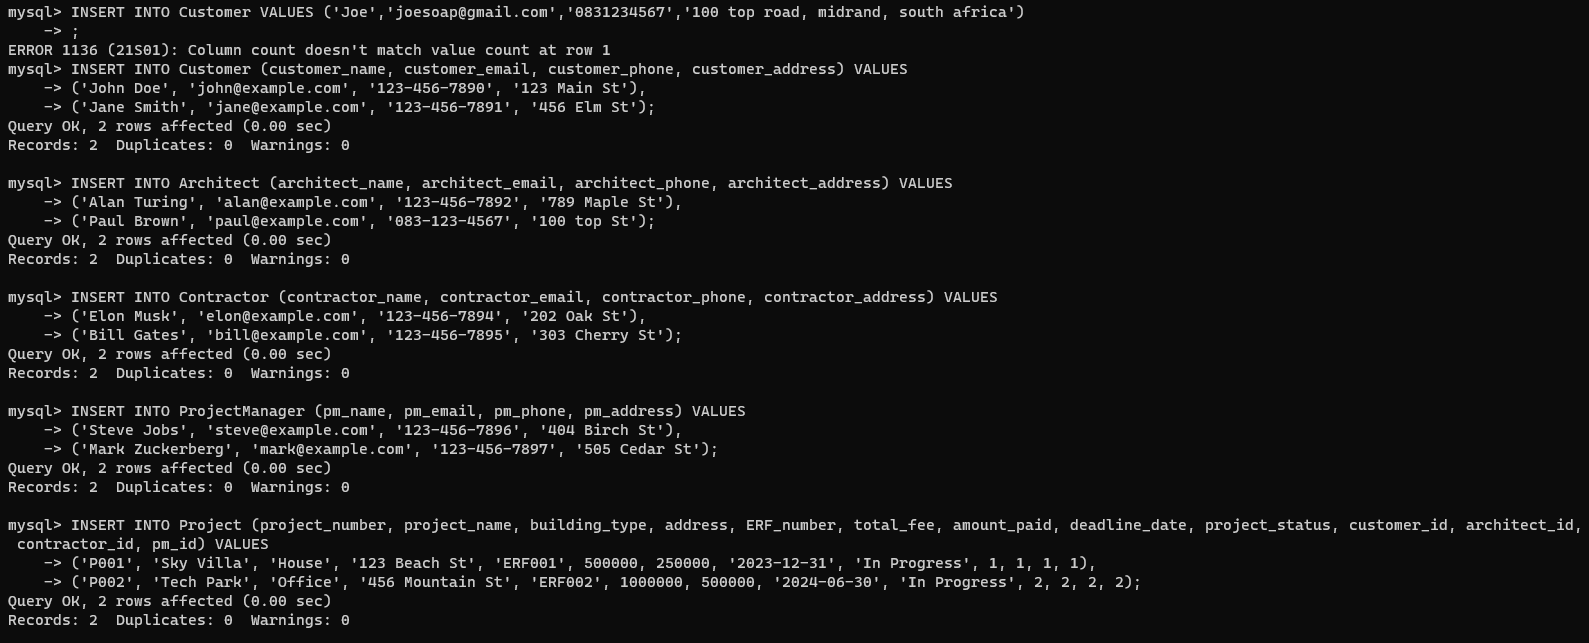 mysql> INSERT INTO Customer VALUES ('Joe','joesoap@gmail.com','0831234567','100 top road, midrand, south africa')
    -> ;
ERROR 1136 (21S01): Column count doesn't match value count at row 1
mysql> INSERT INTO Customer (customer_name, customer_email, customer_phone, customer_address) VALUES
    -> ('John Doe', 'john@example.com', '123-456-7890', '123 Main St'),
    -> ('Jane Smith', 'jane@example.com', '123-456-7891', '456 Elm St');
Query OK, 2 rows affected (0.00 sec)
Records: 2  Duplicates: 0  Warnings: 0

mysql> INSERT INTO Architect (architect_name, architect_email, architect_phone, architect_address) VALUES
    -> ('Alan Turing', 'alan@example.com', '123-456-7892', '789 Maple St'),
    -> ('Paul Brown', 'paul@example.com', '083-123-4567', '100 top St');
Query OK, 2 rows affected (0.00 sec)
Records: 2  Duplicates: 0  Warnings: 0

mysql> INSERT INTO Contractor (contractor_name, contractor_email, contractor_phone, contractor_address) VALUES
    -> ('Elon Musk', 'elon@example.com', '123-456-7894', '202 Oak St'),
    -> ('Bill Gates', 'bill@example.com', '123-456-7895', '303 Cherry St');
Query OK, 2 rows affected (0.00 sec)
Records: 2  Duplicates: 0  Warnings: 0

mysql> INSERT INTO ProjectManager (pm_name, pm_email, pm_phone, pm_address) VALUES
    -> ('Steve Jobs', 'steve@example.com', '123-456-7896', '404 Birch St'),
    -> ('Mark Zuckerberg', 'mark@example.com', '123-456-7897', '505 Cedar St');
Query OK, 2 rows affected (0.00 sec)
Records: 2  Duplicates: 0  Warnings: 0

mysql> INSERT INTO Project (project_number, project_name, building_type, address, ERF_number, total_fee, amount_paid, deadline_date, project_status, customer_id, architect_id,
 contractor_id, pm_id) VALUES
    -> ('P001', 'Sky Villa', 'House', '123 Beach St', 'ERF001', 500000, 250000, '2023-12-31', 'In Progress', 1, 1, 1, 1),
    -> ('P002', 'Tech Park', 'Office', '456 Mountain St', 'ERF002', 1000000, 500000, '2024-06-30', 'In Progress', 2, 2, 2, 2);
Query OK, 2 rows affected (0.00 sec)
Records: 2  Duplicates: 0  Warnings: 0